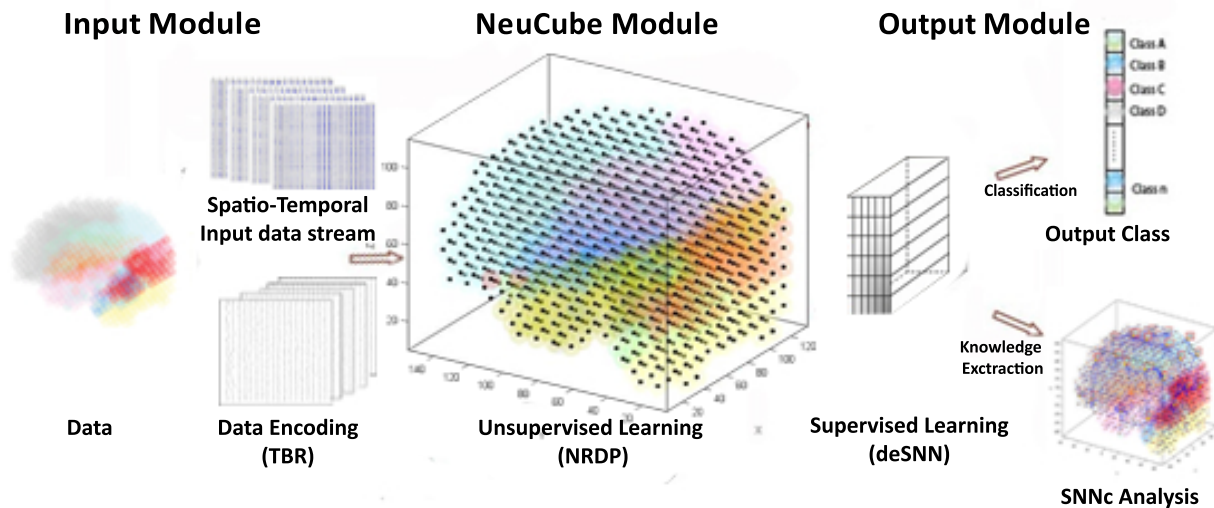 Input Module
NeuCube Module
Output Module
Class A
Class B
Class C
Class D
Class n
Spatio-Temporal
Input data stream
Classification
Output Class
100
80
60
40
20
140
120
100
80
60
40
20
20
40
60
80
100
120
X
Knowledge
Exctraction
Data
Data Encoding
(TBR)
Unsupervised Learning
(NRDP)
Supervised Learning
(deSNN)
SNNc Analysis